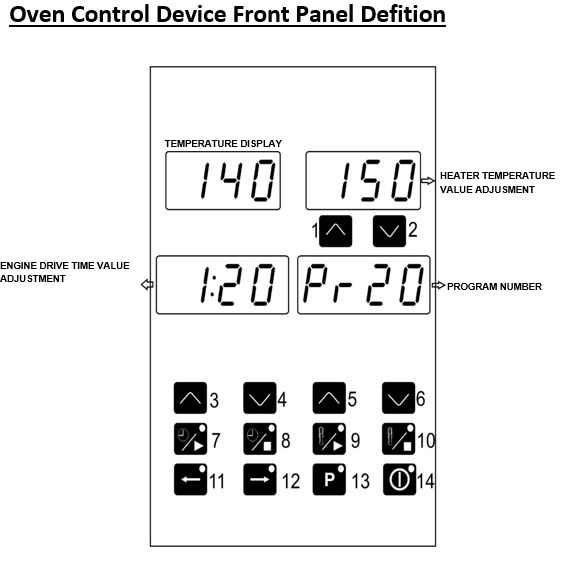 Oven Control Device Front Panel Defition
TEMPERATURE DISPLAY
140
150
HEATER TEMPERATURE
VALUE ADJUSMENT
1
2
ENGINE DRIVE TIME VALUE
ADJUSTMENT
1:20
Pr 20
PROGRAM NUMBER
3
4
5
6
7
8
9
10
11
12
P
13
14